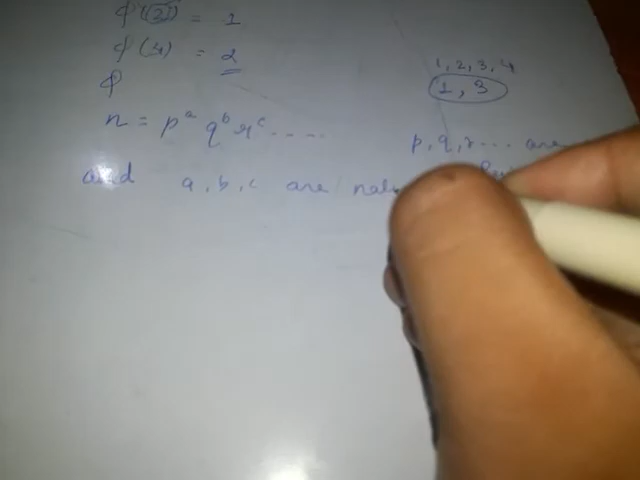 φ(2) = 1
φ(4) = 2
1, 2, 3, 4
1, 3
φ
n = p^a q^b r^c .....
p, q, r ... are
and a, b, c are